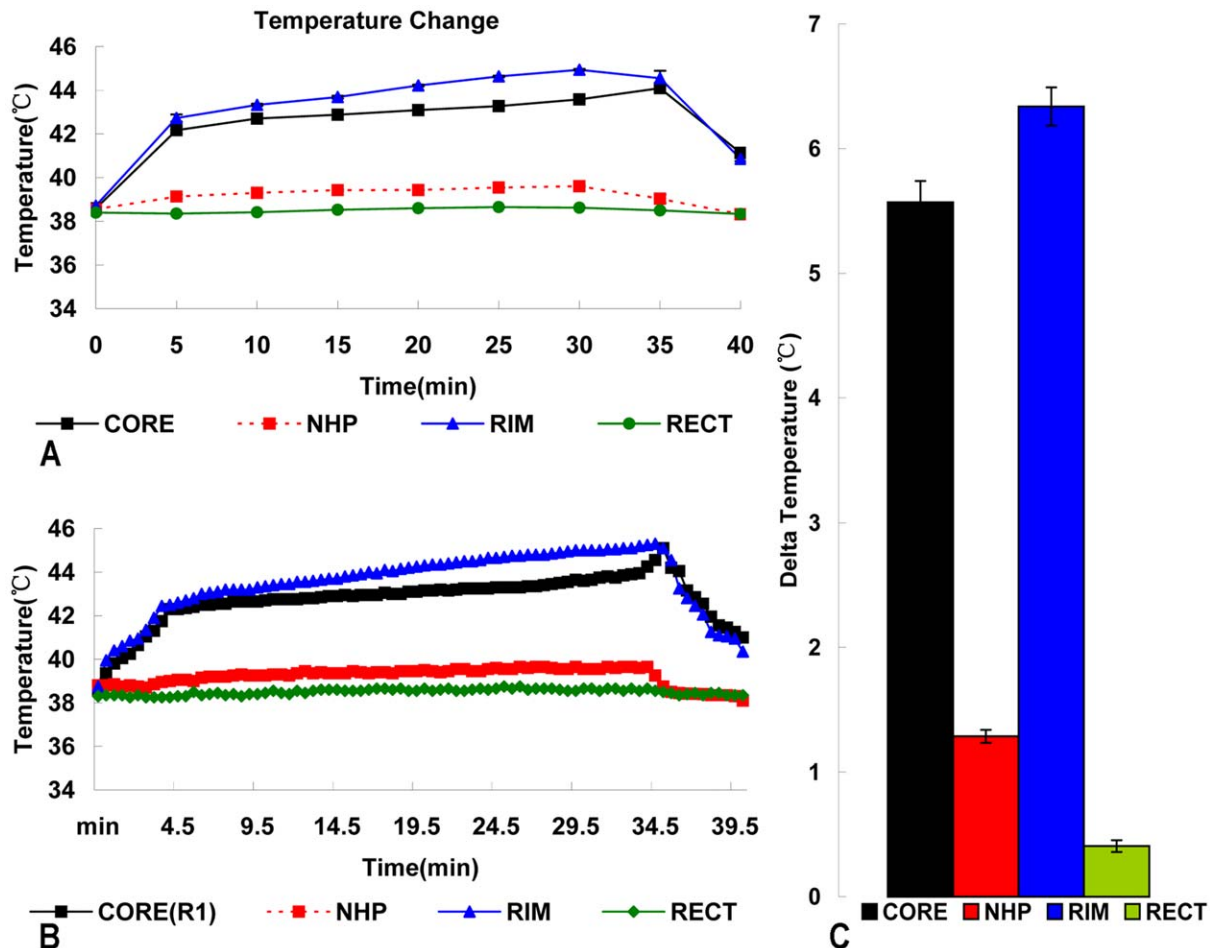 Temperature Change
Temperature(℃)
46
44
42
40
38
36
34
0 5 10 15 20 25 30 35 40
Time(min)
CORE NHP RIM RECT
A
Temperature(℃)
46
44
42
40
38
36
34
min 4.5 9.5 14.5 19.5 24.5 29.5 34.5 39.5
Time(min)
CORE(R1) NHP RIM RECT
B
Delta Temperature (℃)
7
6
5
4
3
2
1
0
CORE NHP RIM RECT
C